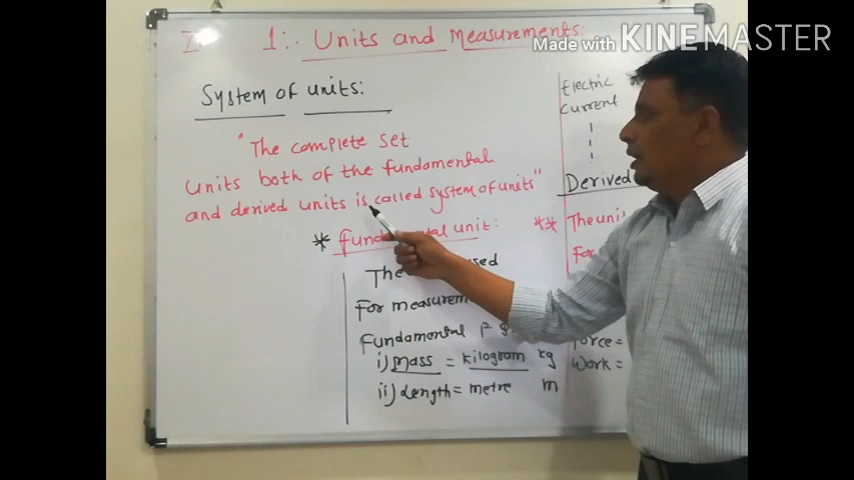 1:. Units and Measurements:
Made with KINEMASTER
System of units:
"The complete set
units both of the fundamental
and derived units is called system of units"
* fundamental unit:
The used
For measurem
Fundamental
i) Mass = kilogram kg
ii) Length = metre m
Electric
current
Derived
** The uni
For
Force =
Work =